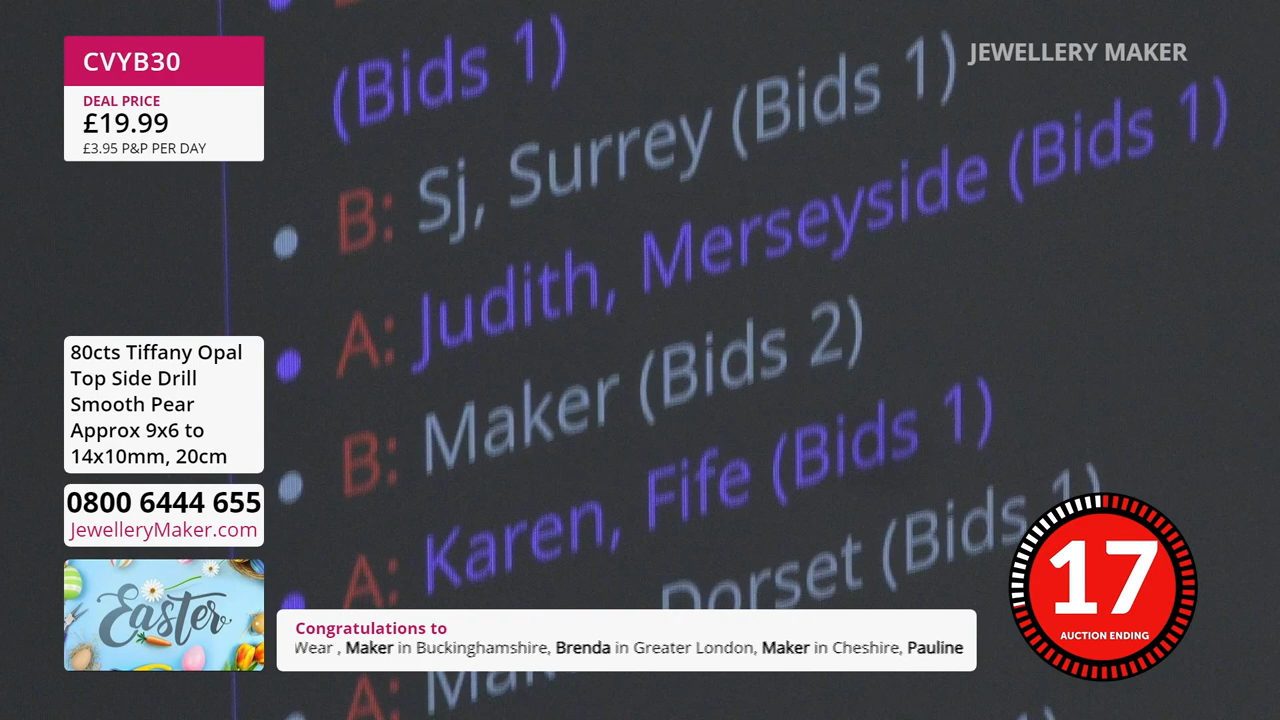 CVYB30
DEAL PRICE
£19.99
£3.95 P&P PER DAY
JEWELLERY MAKER
(Bids 1)
B: Sj, Surrey (Bids 1)
A: Judith, Merseyside (Bids 1)
B: Maker (Bids 2)
A: Karen, Fife (Bids 1)
Dorset (Bids 1)
A:
80cts Tiffany Opal
Top Side Drill
Smooth Pear
Approx 9x6 to
14x10mm, 20cm
0800 6444 655
JewelleryMaker.com
Easter
Congratulations to
Wear , Maker in Buckinghamshire, Brenda in Greater London, Maker in Cheshire, Pauline
17
AUCTION ENDING